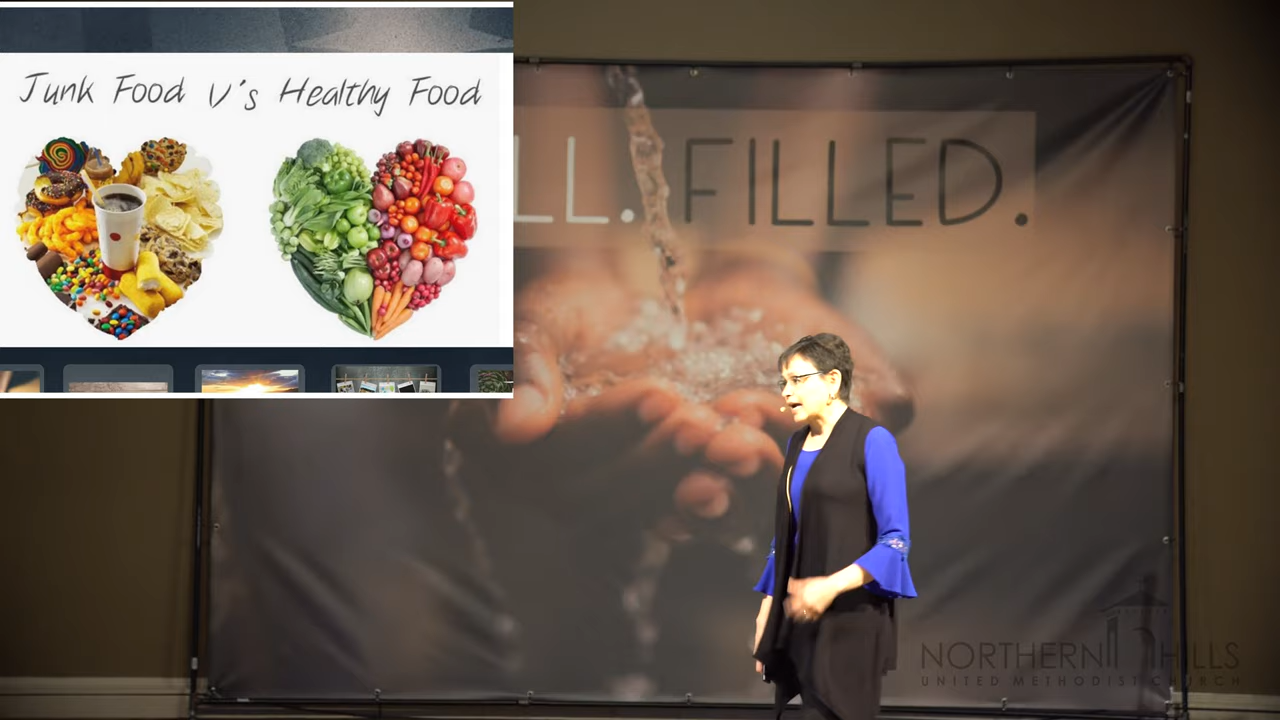 Junk Food V's Healthy Food
LL. FILLED.
NORTHERN HILLS
UNITED METHODIST CHURCH